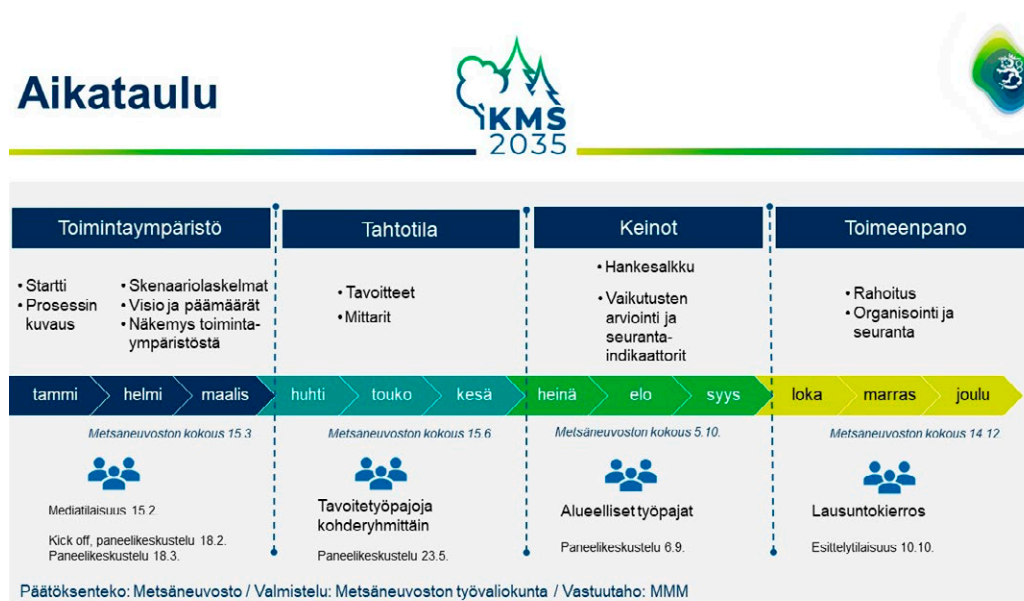 Aikataulu
KMS
2035
Toimintaympäristö
• Startti
• Prosessin
kuvaus
• Skenaariolaskelmat
• Visio ja päämäärät
• Näkemys toiminta-
ympäristöstä
Tahtotila
• Tavoitteet
• Mittarit
Keinot
• Hankesalkku
• Vaikutusten
arviointi ja
seuranta-
indikaattorit
Toimeenpano
• Rahoitus
• Organisointi ja
seuranta
tammi helmi maalis huhti touko kesä heinä elo syys loka marras joulu
Metsäneuvoston kokous 15.3.
Mediatilaisuus 15.2.
Kick off, paneelikeskustelu 18.2.
Paneelikeskustelu 18.3.
Metsäneuvoston kokous 15.6.
Tavoitetyöpajoja
kohderyhmittäin
Paneelikeskustelu 23.5.
Metsäneuvoston kokous 5.10.
Alueelliset työpajat
Paneelikeskustelu 6.9.
Metsäneuvoston kokous 14.12.
Lausuntokierros
Esittelytilaisuus 10.10.
Päätöksenteko: Metsäneuvosto / Valmistelu: Metsäneuvoston työvaliokunta / Vastuutaho: MMM